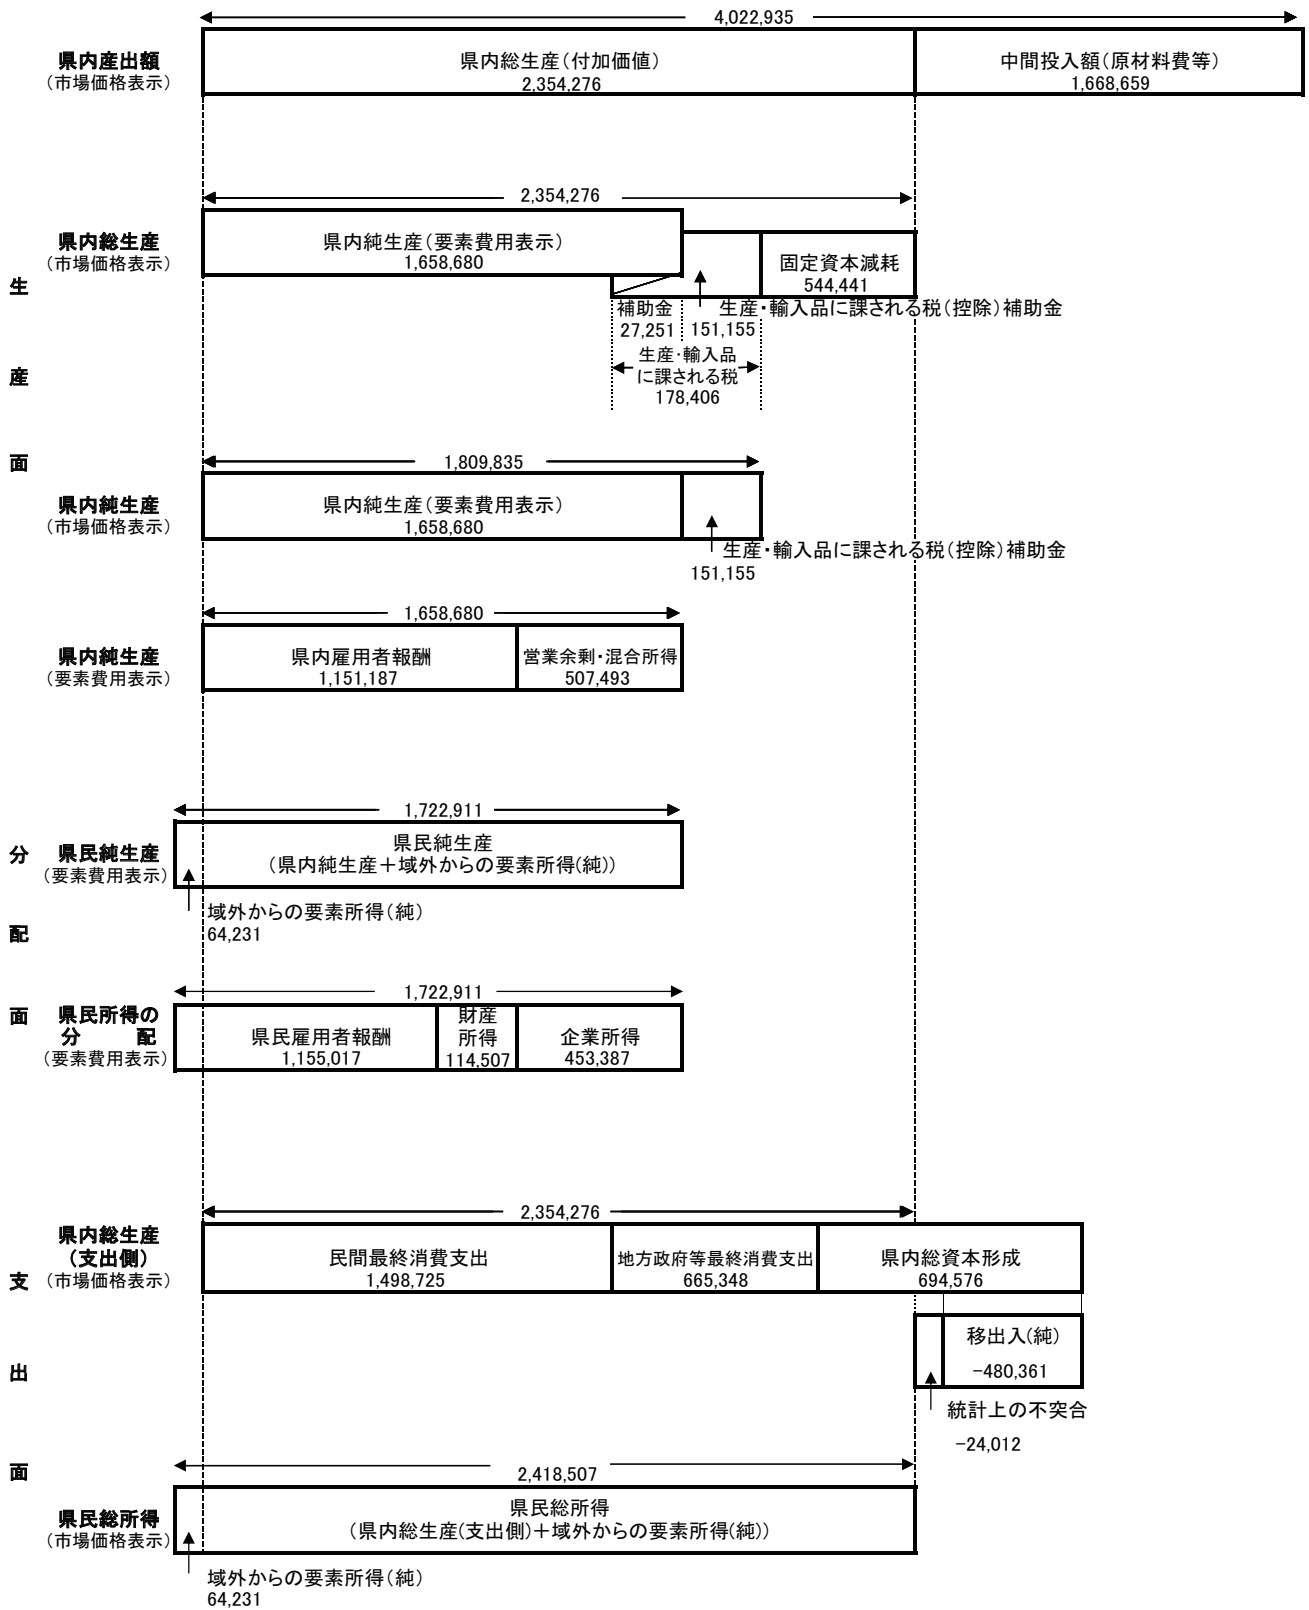 4,022,935
県内産出額
（市場価格表示）
県内総生産（付加価値）
2,354,276
中間投入額（原材料費等）
1,668,659
2,354,276
県内総生産
（市場価格表示）
県内純生産（要素費用表示）
1,658,680
固定資本減耗
544,441
生
補助金
27,251
生産・輸入品に課される税（控除）補助金
151,155
生産・輸入品
に課される税
178,406
産
面
1,809,835
県内純生産
（市場価格表示）
県内純生産（要素費用表示）
1,658,680
生産・輸入品に課される税（控除）補助金
151,155
1,658,680
県内純生産
（要素費用表示）
県内雇用者報酬
1,151,187
営業余剰・混合所得
507,493
1,722,911
分
県民純生産
（要素費用表示）
県民純生産
（県内純生産＋域外からの要素所得(純)）
域外からの要素所得（純）
64,231
配
1,722,911
面
県民所得の
分　　配
（要素費用表示）
県民雇用者報酬
1,155,017
財産
所得
114,507
企業所得
453,387
2,354,276
県内総生産
（支出側）
（市場価格表示）
民間最終消費支出
1,498,725
地方政府等最終消費支出
665,348
県内総資本形成
694,576
支
移出入(純)
−480,361
出
統計上の不突合
−24,012
面
2,418,507
県民総所得
（市場価格表示）
県民総所得
（県内総生産(支出側)＋域外からの要素所得(純)）
域外からの要素所得（純）
64,231